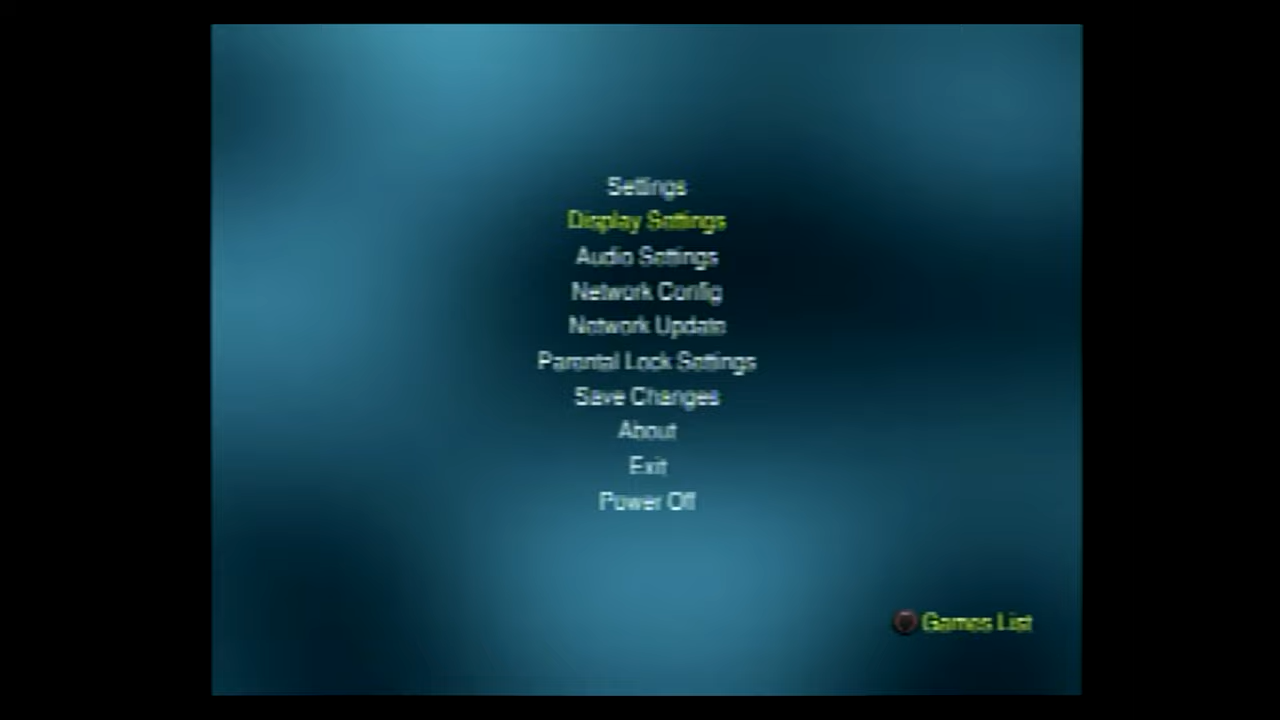 Settings
Display Settings
Audio Settings
Network Config
Network Update
Parental Lock Settings
Save Changes
About
Exit
Power Off
Games List